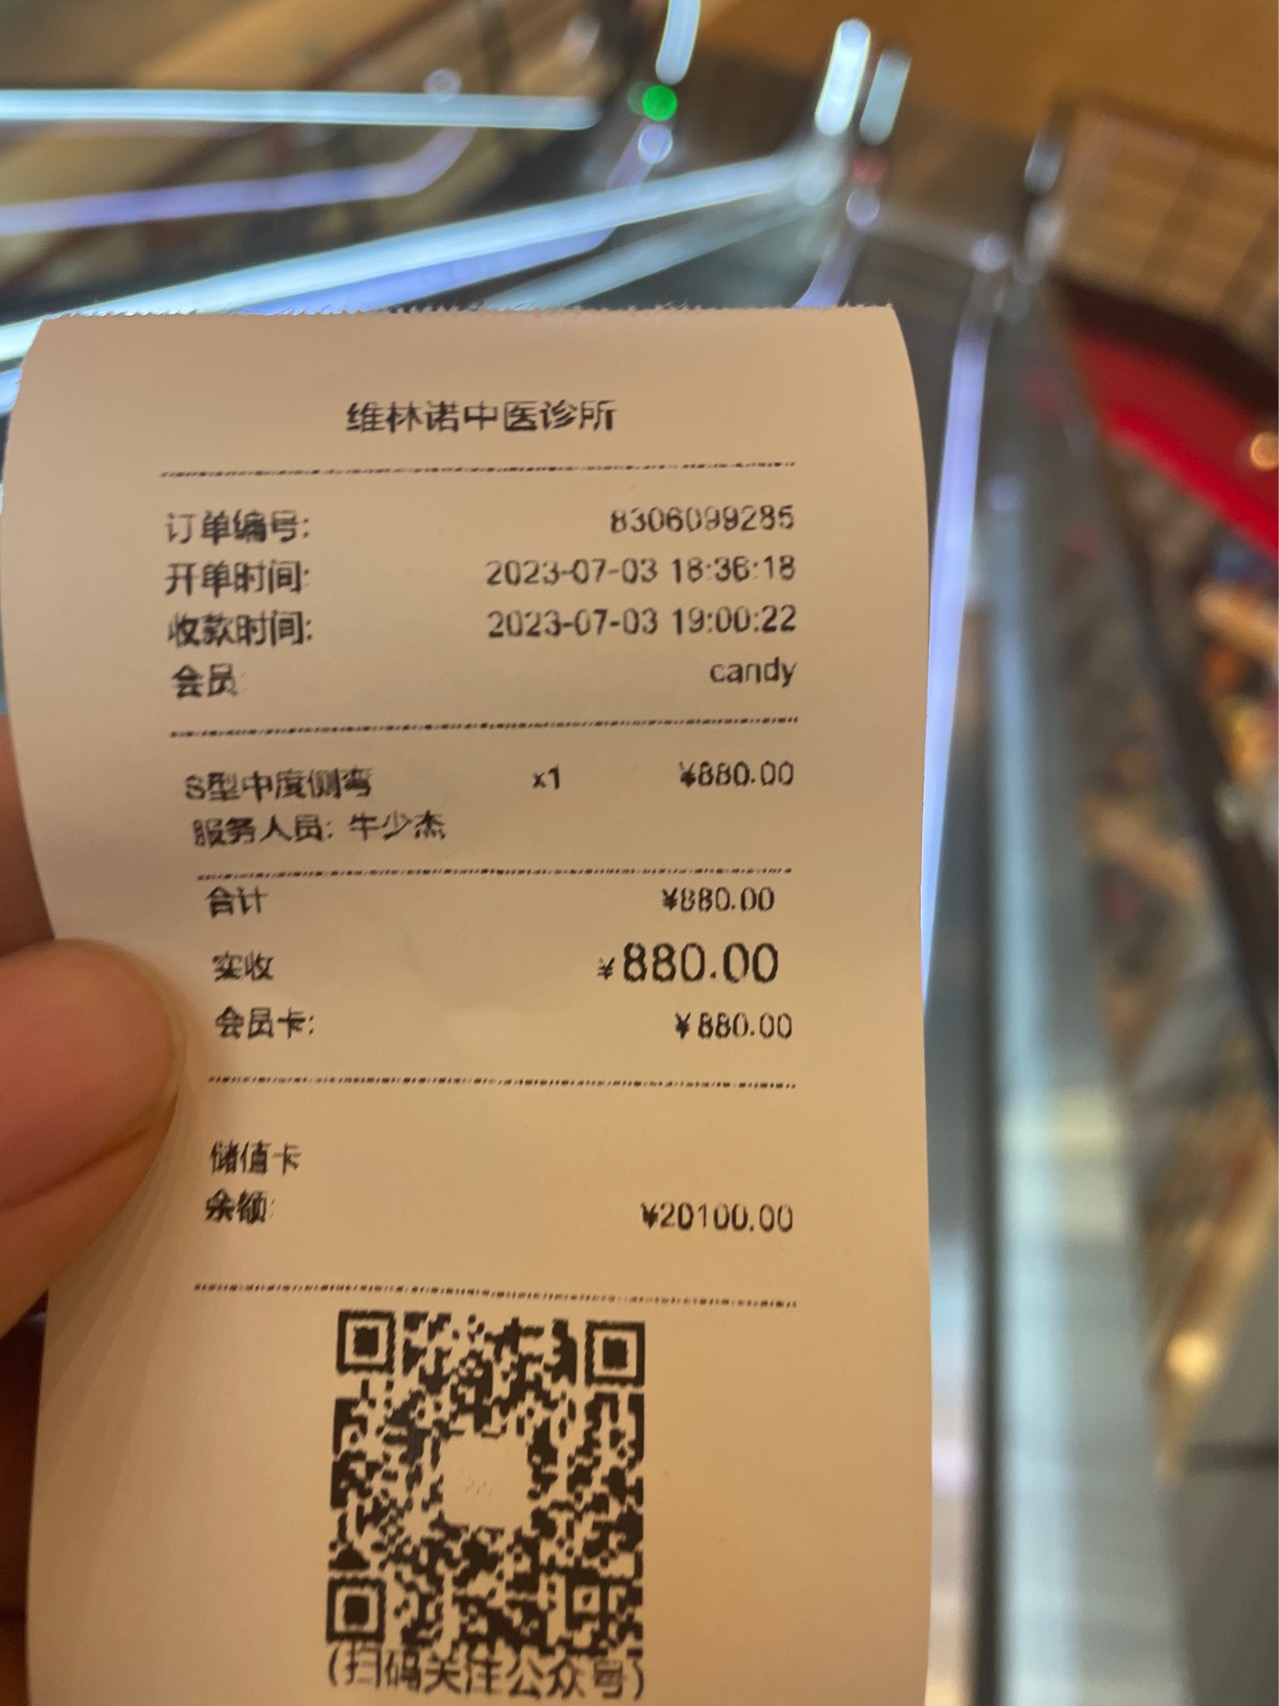 维林诺中医诊所
订单编号: 8306099285
开单时间: 2023-07-03 18:36:18
收款时间: 2023-07-03 19:00:22
会员: candy
S型中度侧弯 x1 ¥880.00
服务人员: 牛少杰
合计 ¥880.00
实收 ¥880.00
会员卡: ¥880.00
储值卡
余额: ¥20100.00
(扫码关注公众号)